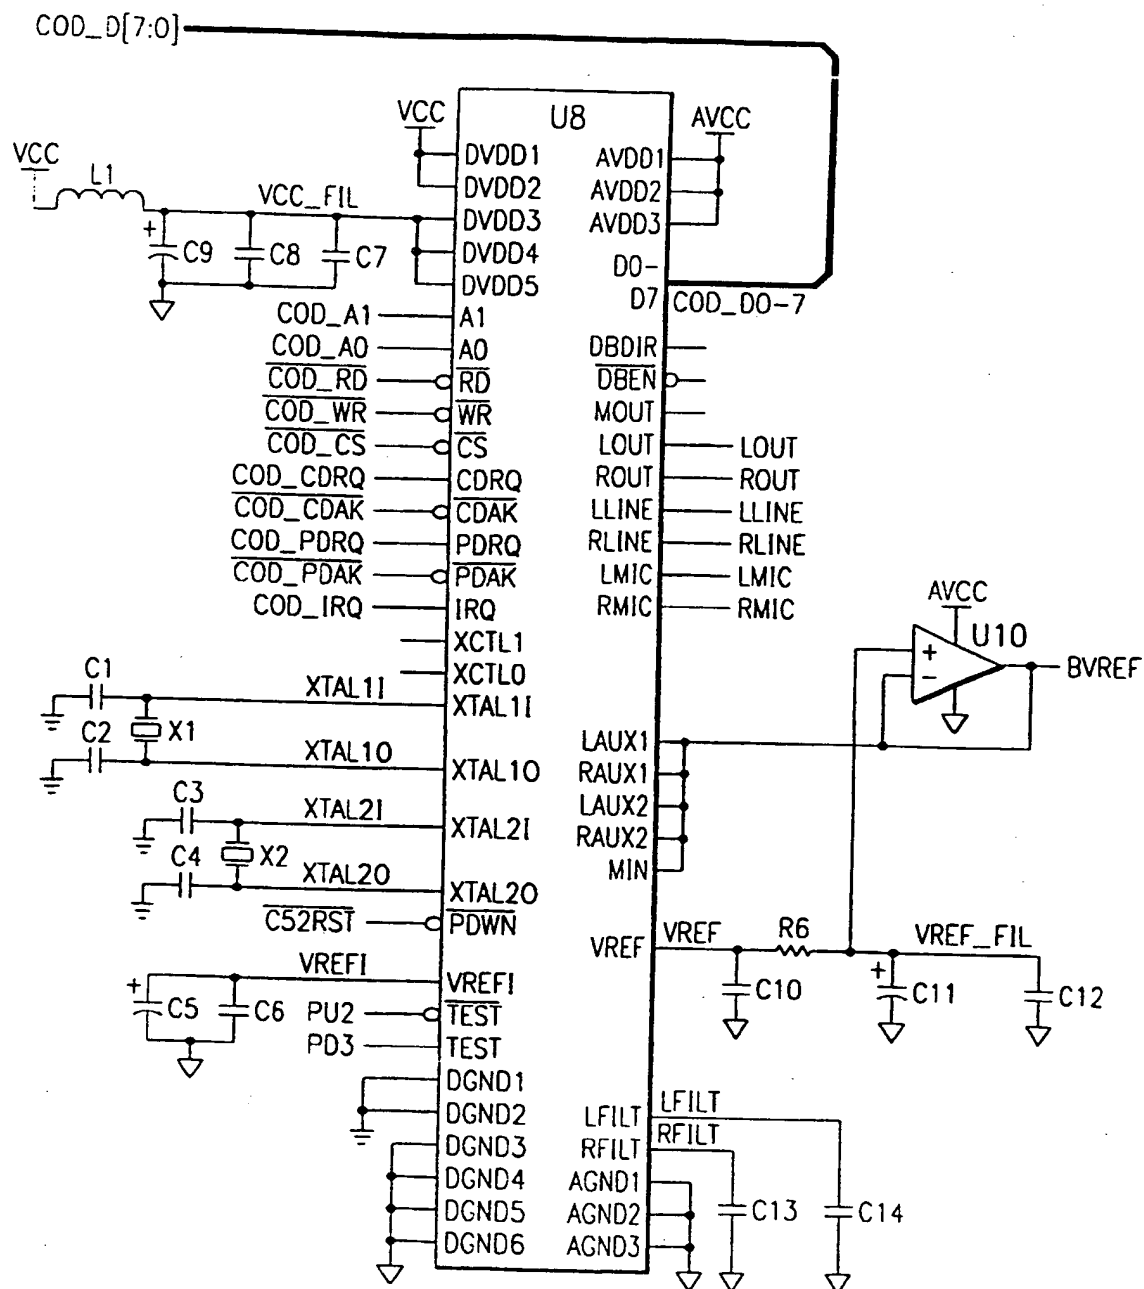 COD_D[7:0]
U8
VCC
AVCC
VCC
L1
VCC_FIL
C9
C8
C7
+
DVDD1
DVDD2
DVDD3
DVDD4
DVDD5
AVDD1
AVDD2
AVDD3
D0-
D7
COD_D0-7
COD_A1
A1
COD_A0
A0
COD_RD
RD
COD_WR
WR
COD_CS
CS
COD_CDRQ
CDRQ
COD_CDAK
CDAK
COD_PDRQ
PDRQ
COD_PDAK
PDAK
COD_IRQ
IRQ
XCTL1
XCTL0
DBDIR
DBEN
MOUT
LOUT
LOUT
ROUT
ROUT
LLINE
LLINE
RLINE
RLINE
LMIC
LMIC
RMIC
RMIC
AVCC
U10
+
-
BVREF
C1
XTAL1I
XTAL1I
X1
C2
XTAL1O
XTAL1O
C3
XTAL2I
XTAL2I
X2
C4
XTAL2O
XTAL2O
LAUX1
RAUX1
LAUX2
RAUX2
MIN
C52RST
PDWN
VREF
VREF
R6
VREF_FIL
C10
+
C11
C12
VREFI
VREFI
+
C5
C6
PU2
TEST
PD3
TEST
DGND1
DGND2
DGND3
DGND4
DGND5
DGND6
LFILT
LFILT
RFILT
RFILT
AGND1
AGND2
AGND3
C13
C14